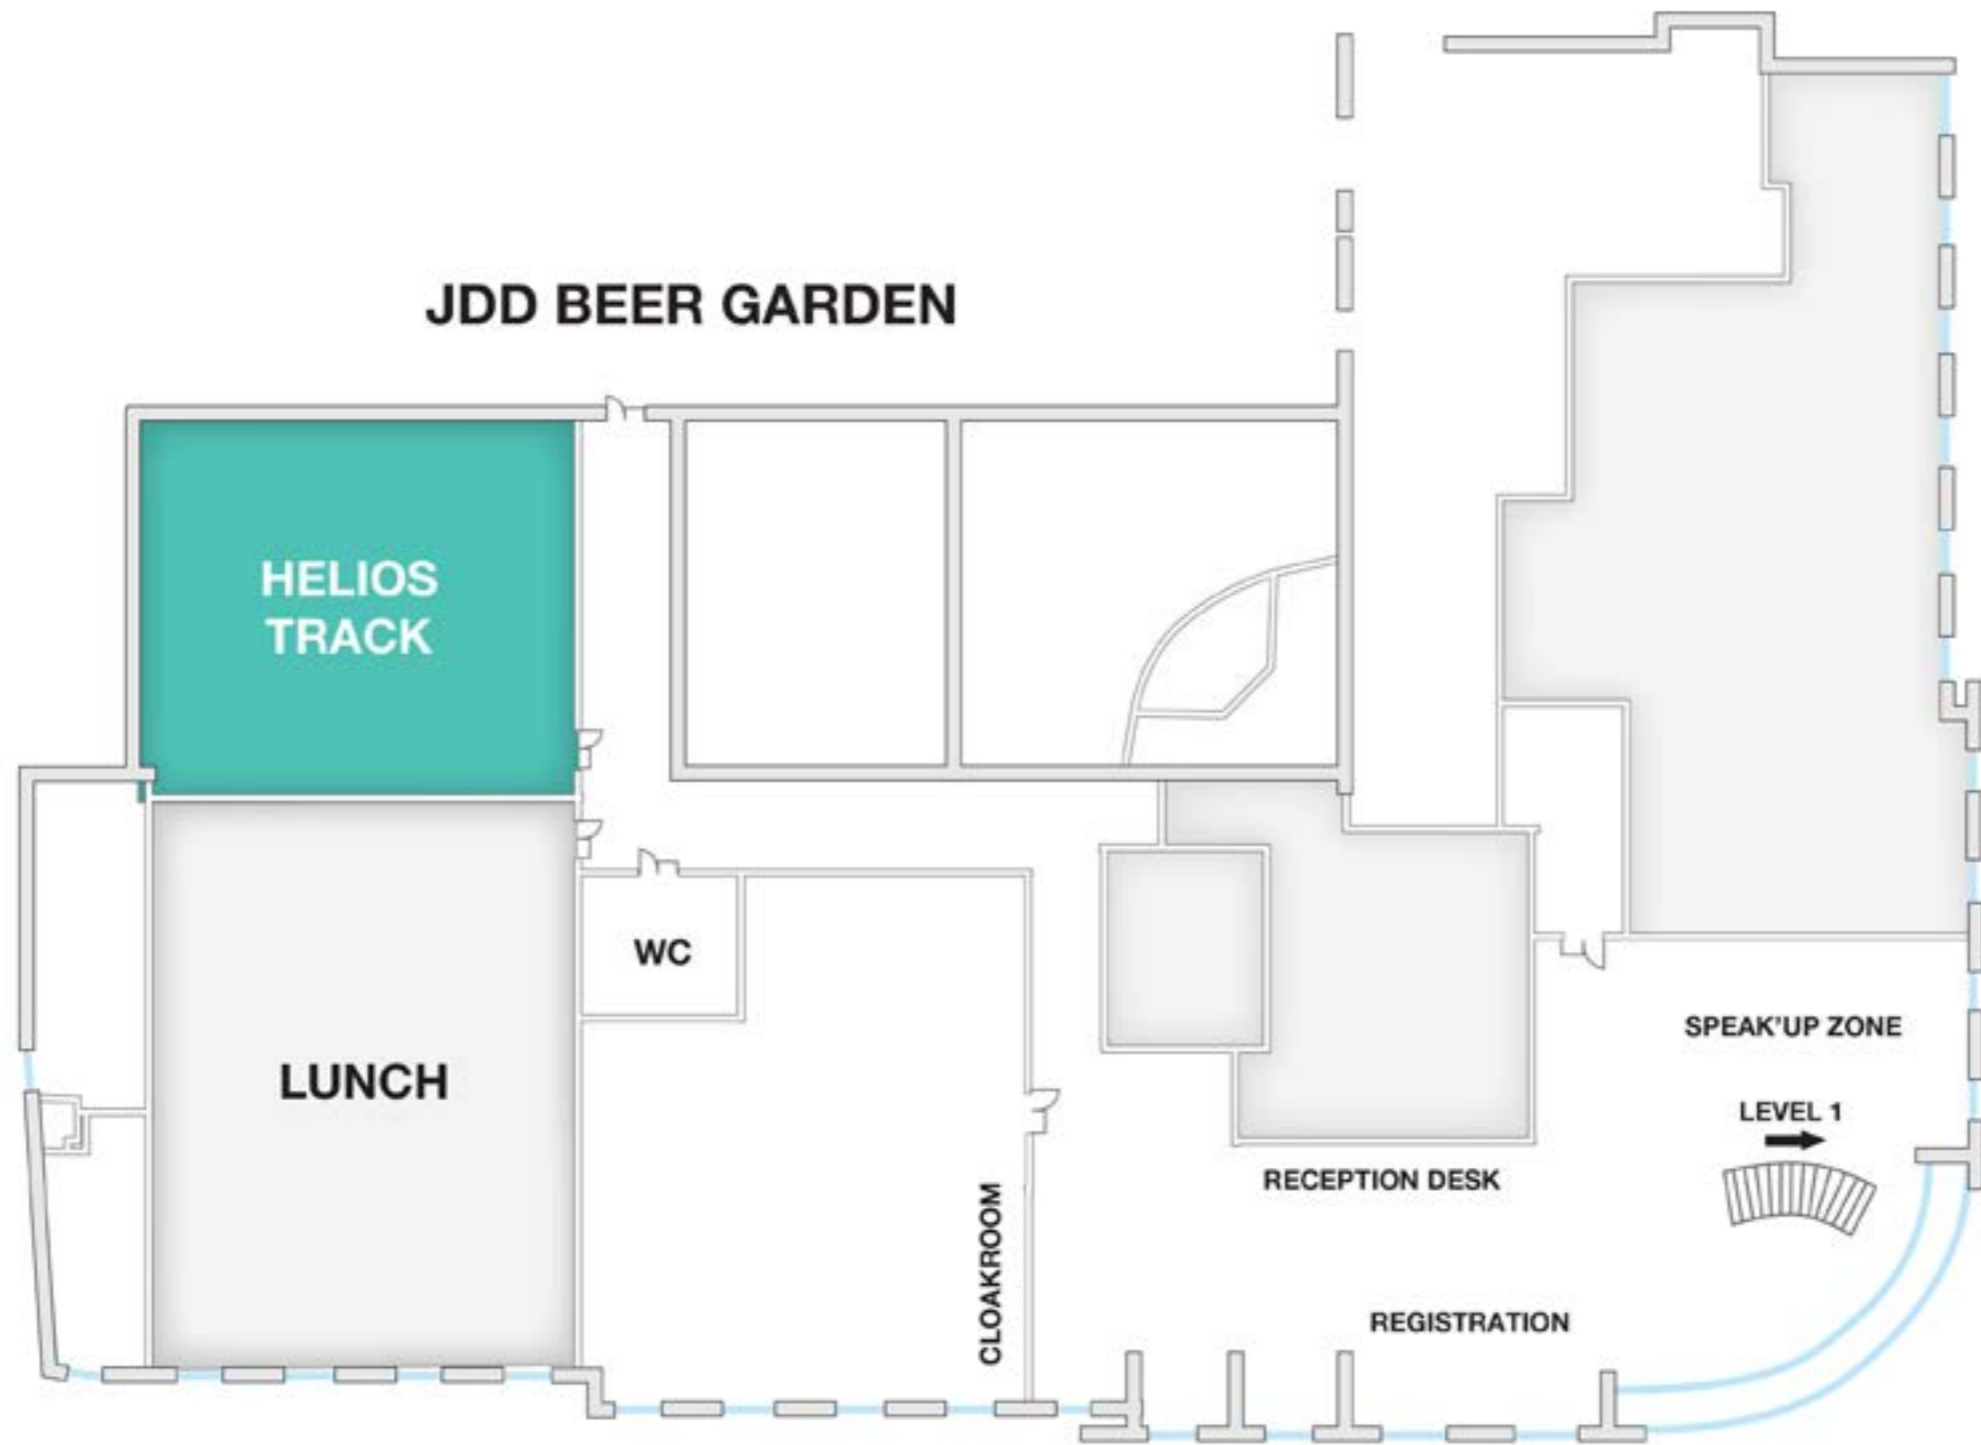 JDD BEER GARDEN
HELIOS
TRACK
WC
LUNCH
SPEAK'UP ZONE
LEVEL 1
RECEPTION DESK
CLOAKROOM
REGISTRATION